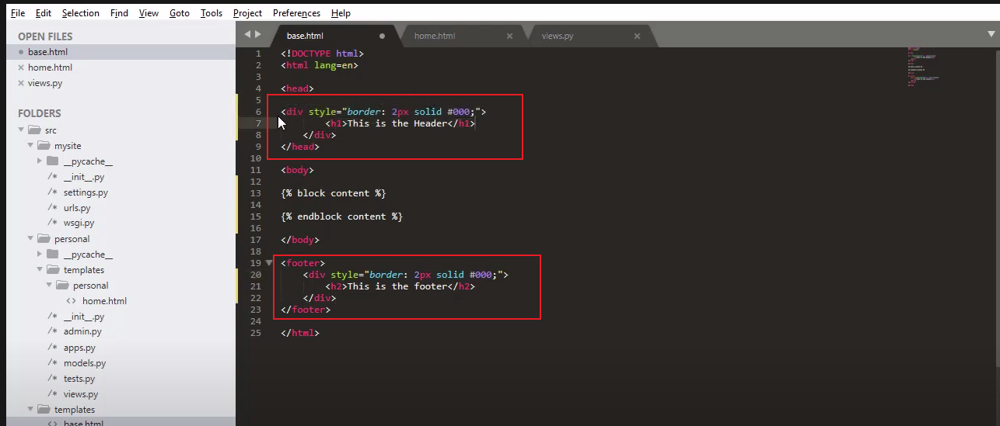 File Edit Selection Find View Goto Tools Project Preferences Help
OPEN FILES
base.html
home.html
views.py
FOLDERS
src
mysite
__pycache__
/* __init__.py
/* settings.py
/* urls.py
/* wsgi.py
personal
__pycache__
templates
personal
<> home.html
/* __init__.py
/* admin.py
/* apps.py
/* models.py
/* tests.py
/* views.py
templates
<> base.html
base.html home.html views.py
1 <!DOCTYPE html>
2 <html lang=en>
3
4 <head>
5
6 <div style="border: 2px solid #000;">
7 <h1>This is the Header</h1>
8 </div>
9 </head>
10
11 <body>
12
13 {% block content %}
14
15 {% endblock content %}
16
17 </body>
18
19 <footer>
20 <div style="border: 2px solid #000;">
21 <h2>This is the footer</h2>
22 </div>
23 </footer>
24
25 </html>